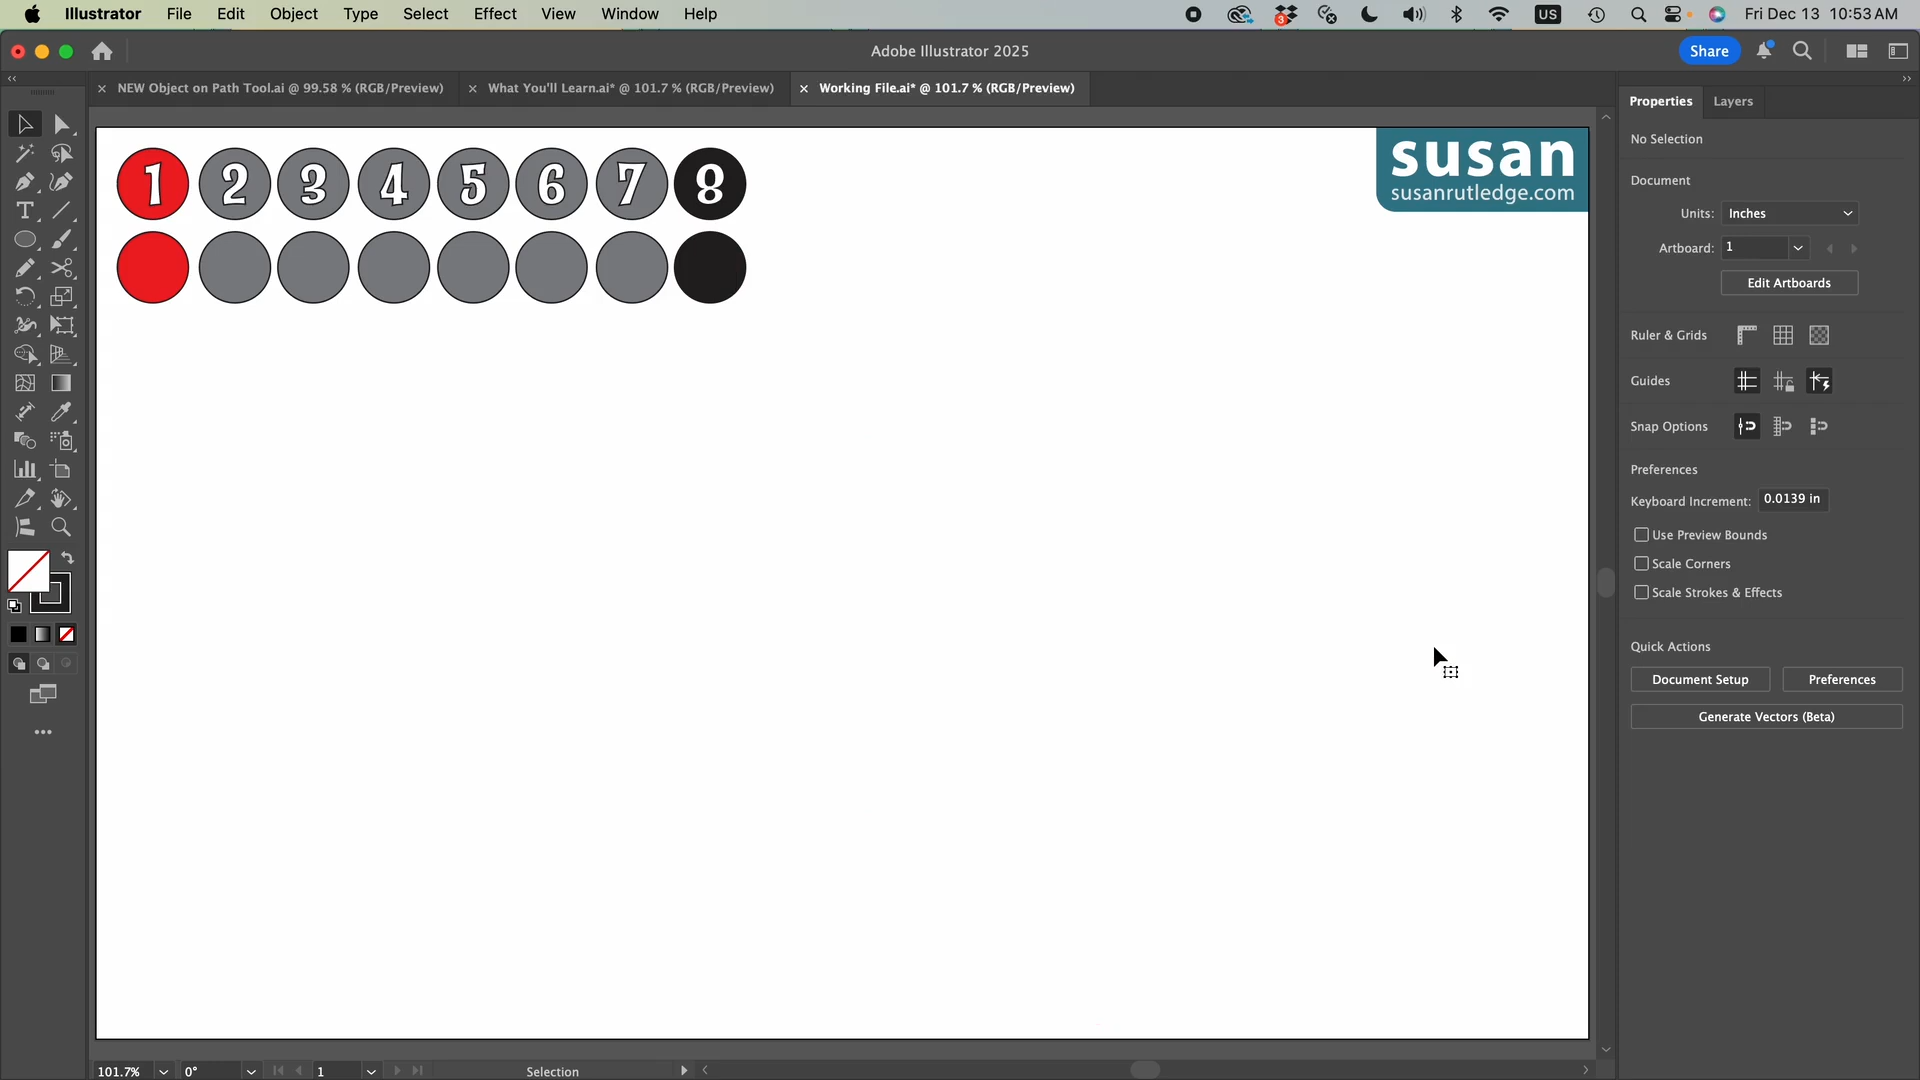 Illustrator File Edit Object Type Select Effect View Window Help
3 US Fri Dec 13 10:53 AM
Adobe Illustrator 2025
Share
NEW Object on Path Tool.ai @ 99.58 % (RGB/Preview)
What You'll Learn.ai* @ 101.7 % (RGB/Preview)
Working File.ai* @ 101.7 % (RGB/Preview)
1 2 3 4 5 6 7 8
susan
susanrutledge.com
Properties Layers
No Selection
Document
Units: Inches
Artboard: 1
Edit Artboards
Ruler & Grids
Guides
Snap Options
Preferences
Keyboard Increment: 0.0139 in
Use Preview Bounds
Scale Corners
Scale Strokes & Effects
Quick Actions
Document Setup Preferences
Generate Vectors (Beta)
101.7% 0° 1 Selection